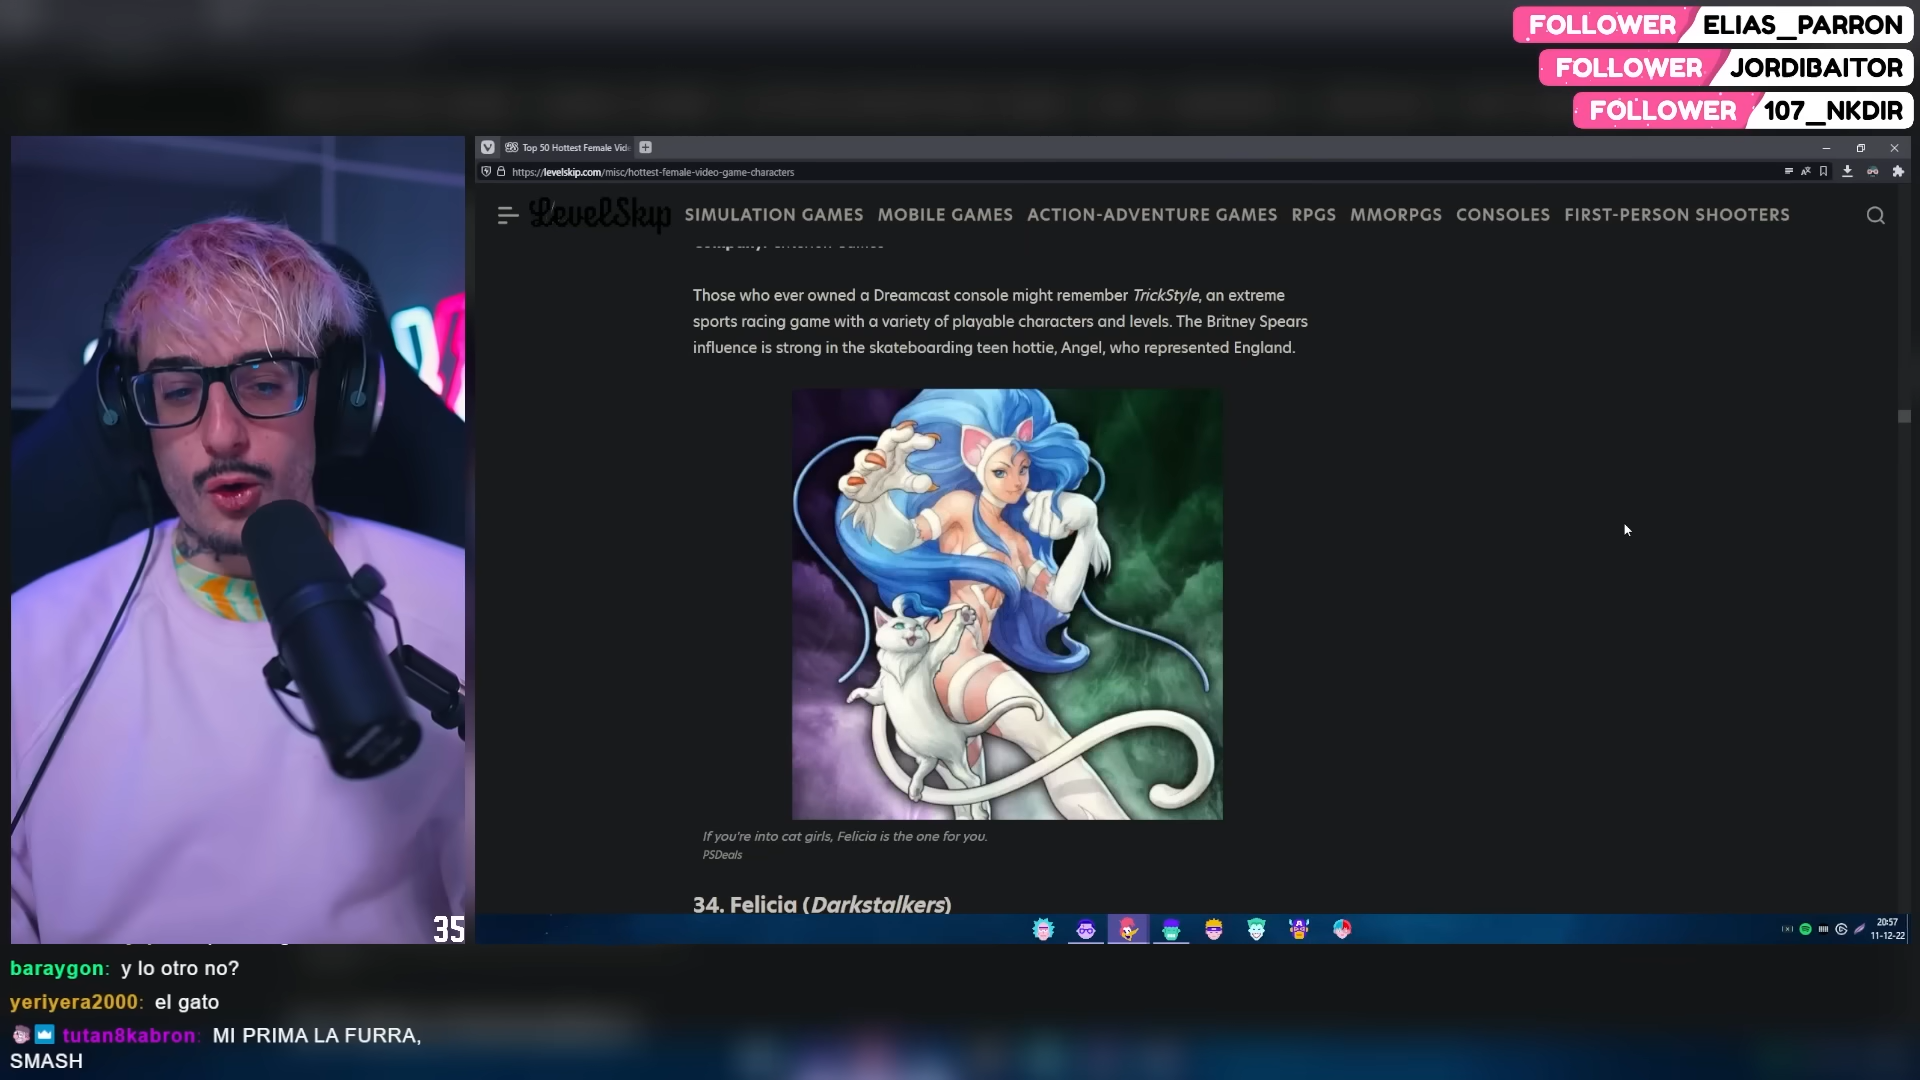 FOLLOWER ELIAS_PARRON
FOLLOWER JORDIBAITOR
FOLLOWER 107_NKDIR
Top 50 Hottest Female Vid
https://levelskip.com/misc/hottest-female-video-game-characters
LevelSkip SIMULATION GAMES MOBILE GAMES ACTION-ADVENTURE GAMES RPGS MMORPGS CONSOLES FIRST-PERSON SHOOTERS
Those who ever owned a Dreamcast console might remember TrickStyle, an extreme
sports racing game with a variety of playable characters and levels. The Britney Spears
influence is strong in the skateboarding teen hottie, Angel, who represented England.
If you're into cat girls, Felicia is the one for you.
PSDeals
34. Felicia (Darkstalkers)
35
20:57
11-12-22
baraygon: y lo otro no?
yeriyera2000: el gato
tutan8kabron: MI PRIMA LA FURRA,
SMASH